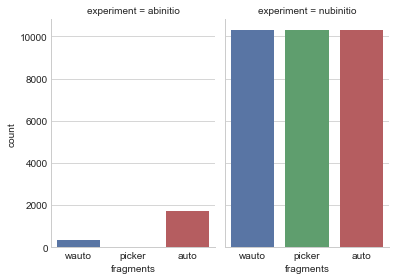 experiment = abinitio
experiment = nubinitio
10000
8000
6000
4000
2000
0
count
wauto picker auto
wauto picker auto
fragments
fragments